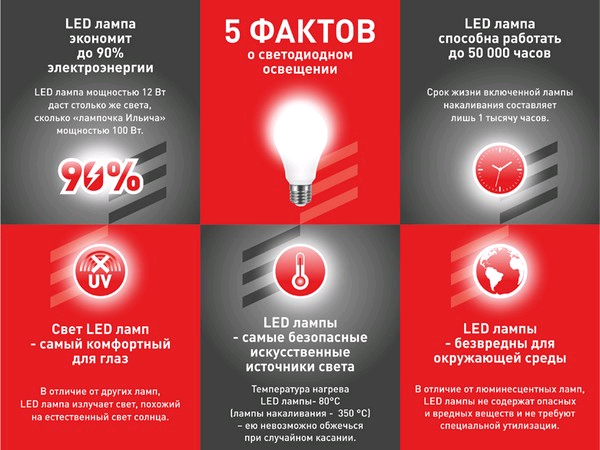 LED лампа
экономит
до 90%
электроэнергии
LED лампа мощностью 12 Вт
даст столько же света,
сколько «лампочка Ильича»
мощностью 100 Вт.
90%
5 ФАКТОВ
о светодиодном
освещении
LED лампа
способна работать
до 50 000 часов
Срок жизни включенной лампы
накаливания составляет
лишь 1 тысячу часов.
UV
Свет LED ламп
- самый комфортный
для глаз
В отличие от других ламп,
LED лампа излучает свет, похожий
на естественный свет солнца.
LED лампы
- самые безопасные
искусственные
источники света
Температура нагрева
LED лампы- 80°C
(лампы накаливания - 350 °C)
– ею невозможно обжечься
при случайном касании.
LED лампы
- безвредны для
окружающей среды
В отличие от люминесцентных ламп,
LED лампы не содержат опасных
и вредных веществ и не требуют
специальной утилизации.